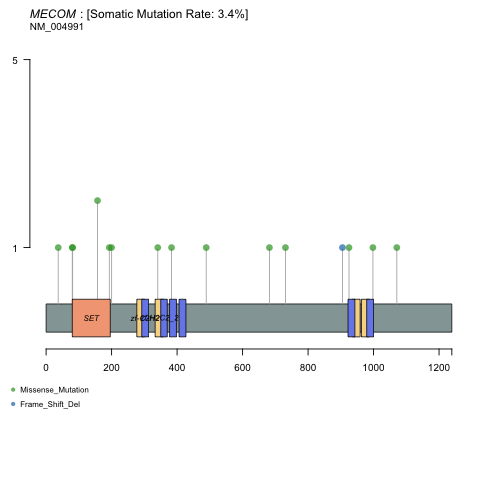 MECOM : [Somatic Mutation Rate: 3.4%]
NM_004991
5
1
SET
zf-C2H2
0 200 400 600 800 1000 1200
Missense_Mutation
Frame_Shift_Del